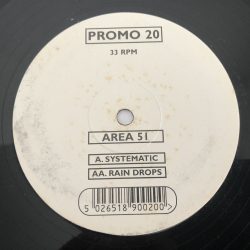 PROMO 20
33 RPM
AREA 51
A. SYSTEMATIC
AA. RAIN DROPS
5 026518 900200 >